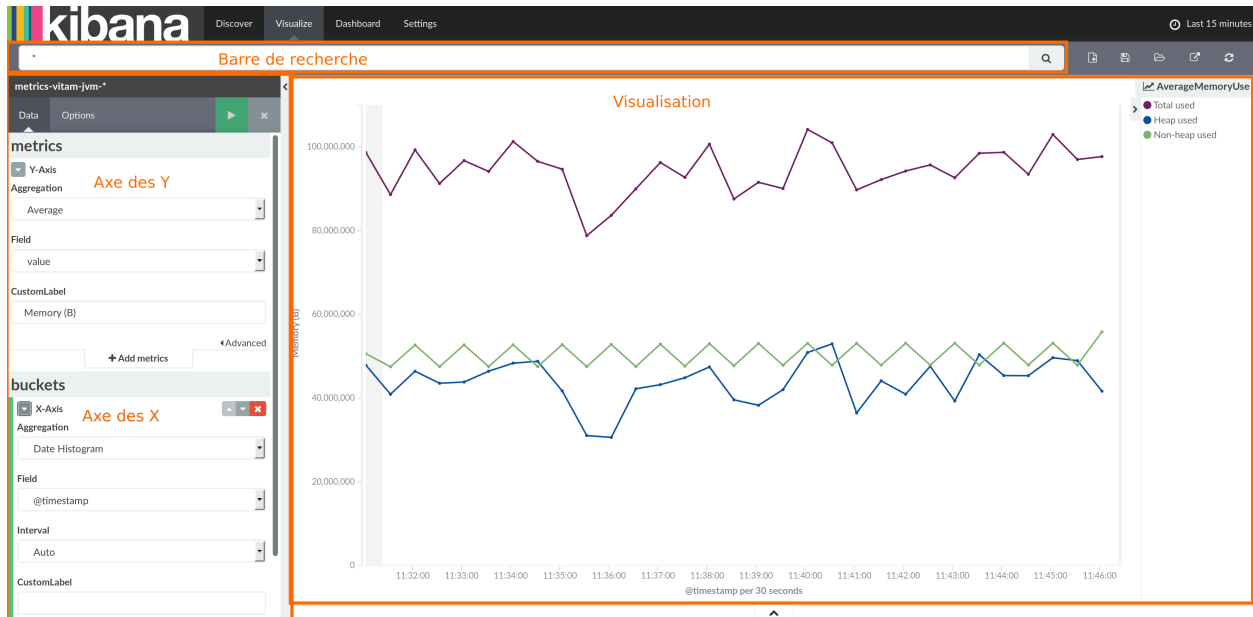 kibana
Discover Visualize Dashboard Settings
Last 15 minutes
*
Barre de recherche
metrics-vitam-jvm-*
Data Options
metrics
Y-Axis
Axe des Y
Aggregation
Average
Field
value
CustomLabel
Memory (B)
Advanced
Add metrics
buckets
X-Axis
Axe des X
Aggregation
Date Histogram
Field
@timestamp
Interval
Auto
CustomLabel
Visualisation
Memory (B)
100,000,000
80,000,000
60,000,000
40,000,000
20,000,000
0
11:32:00 11:33:00 11:34:00 11:35:00 11:36:00 11:37:00 11:38:00 11:39:00 11:40:00 11:41:00 11:42:00 11:43:00 11:44:00 11:45:00 11:46:00
@timestamp per 30 seconds
AverageMemoryUse
Total used
Heap used
Non-heap used